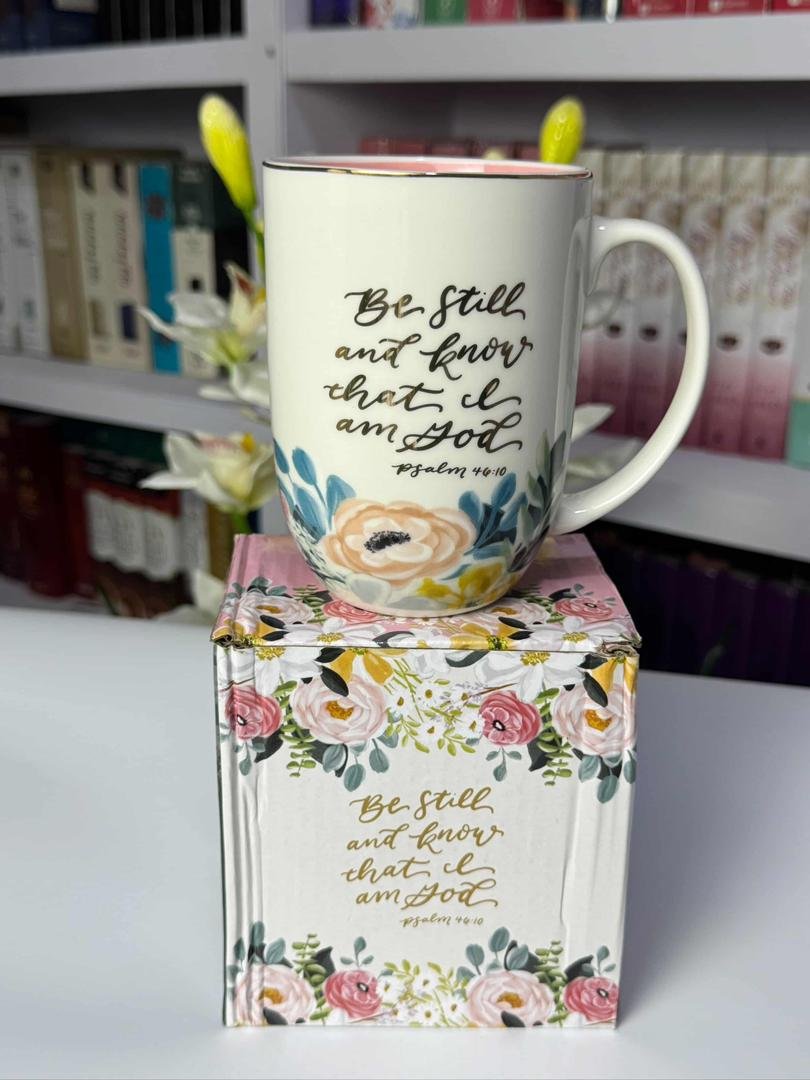 Be Still
and know
that I
am God
Psalm 46:10
Be Still
and know
that I
am God
Psalm 46:10